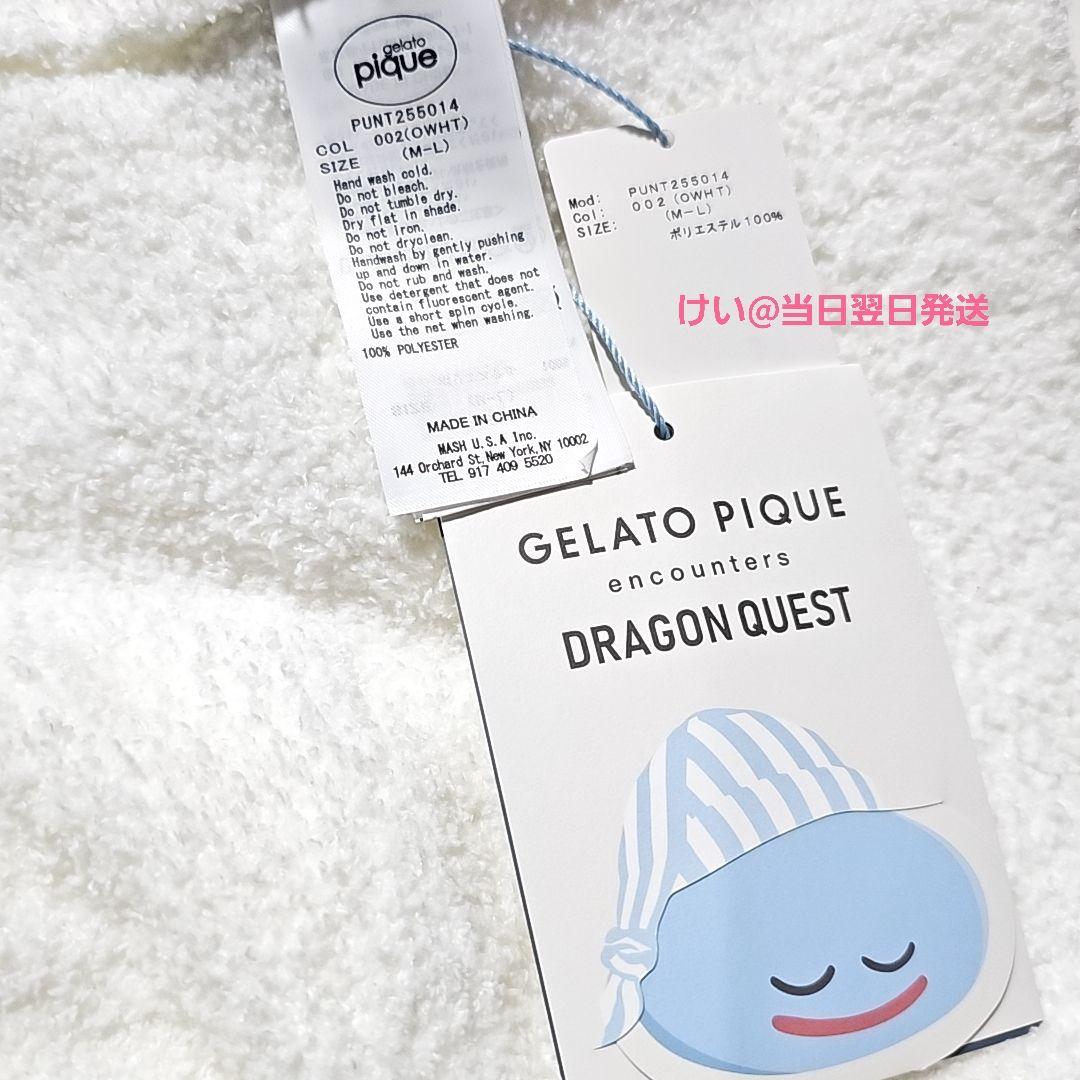 gelato
pique
PUNT255014
COL 002(OWHT)
SIZE (M-L)
Hand wash cold.
Do not bleach.
Do not tumble dry.
Dry flat in shade.
Do not iron.
Do not dryclean.
Handwash by gently pushing
up and down in water.
Do not rub and wash.
Use detergent that does not
contain fluorescent agent.
Use a short spin cycle.
Use the net when washing.
100% POLYESTER
MADE IN CHINA
MASH U.S.A Inc.
144 Orchard St,New York,NY 10002
TEL 917 409 5520
Mod: PUNT255014
Col: 002 (OWHT)
SIZE: (M-L)
ポリエステル100%
けい@当日翌日発送
GELATO PIQUE
encounters
DRAGON QUEST